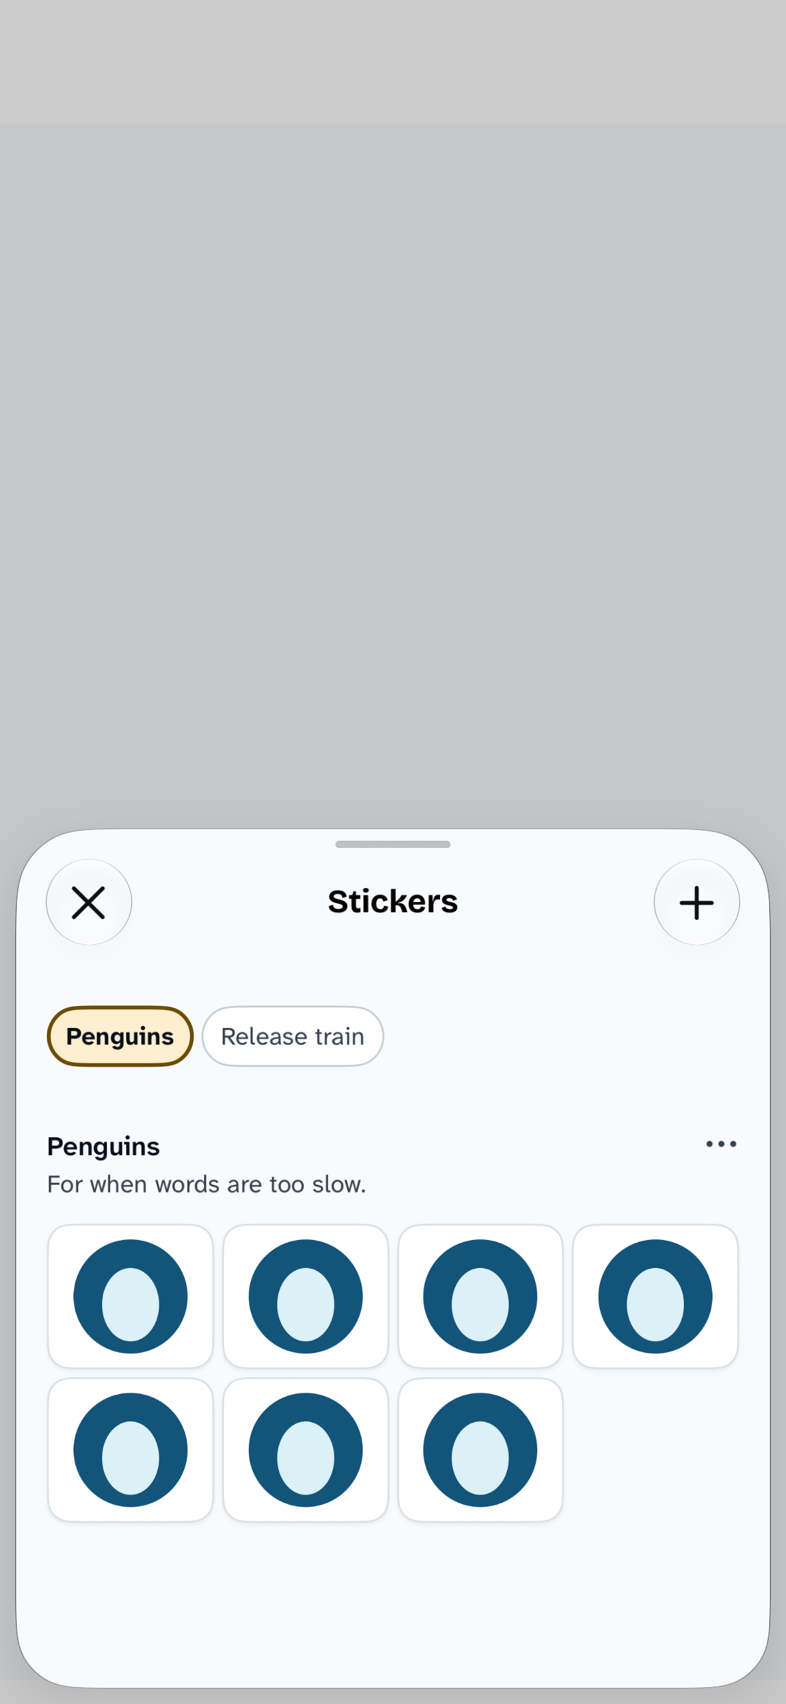 Stickers
Penguins
Release train
Penguins
For when words are too slow.